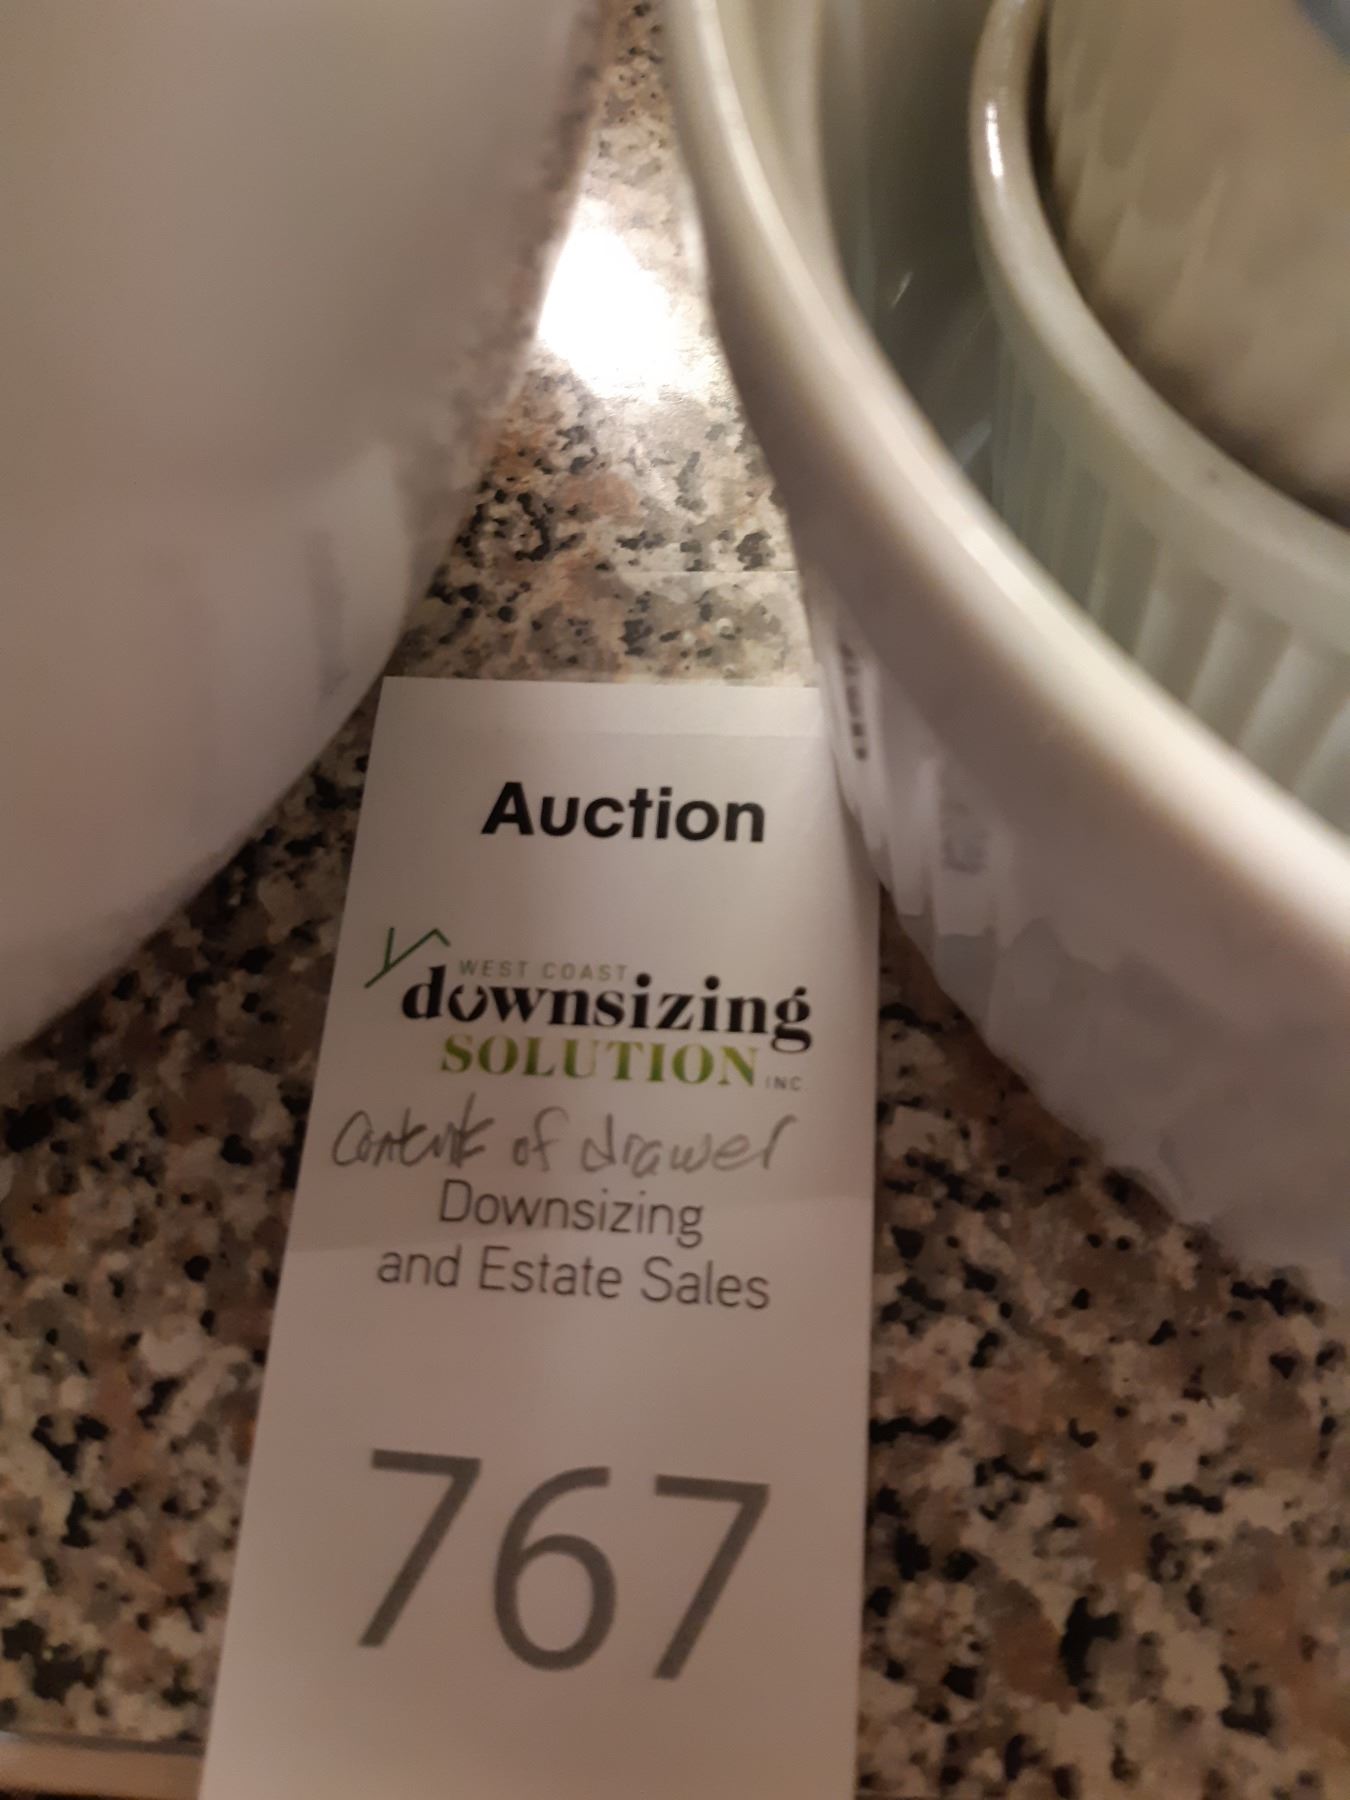 Auction
WEST COAST
downsizing
SOLUTION INC.
Contents of drawer
Downsizing
and Estate Sales
767